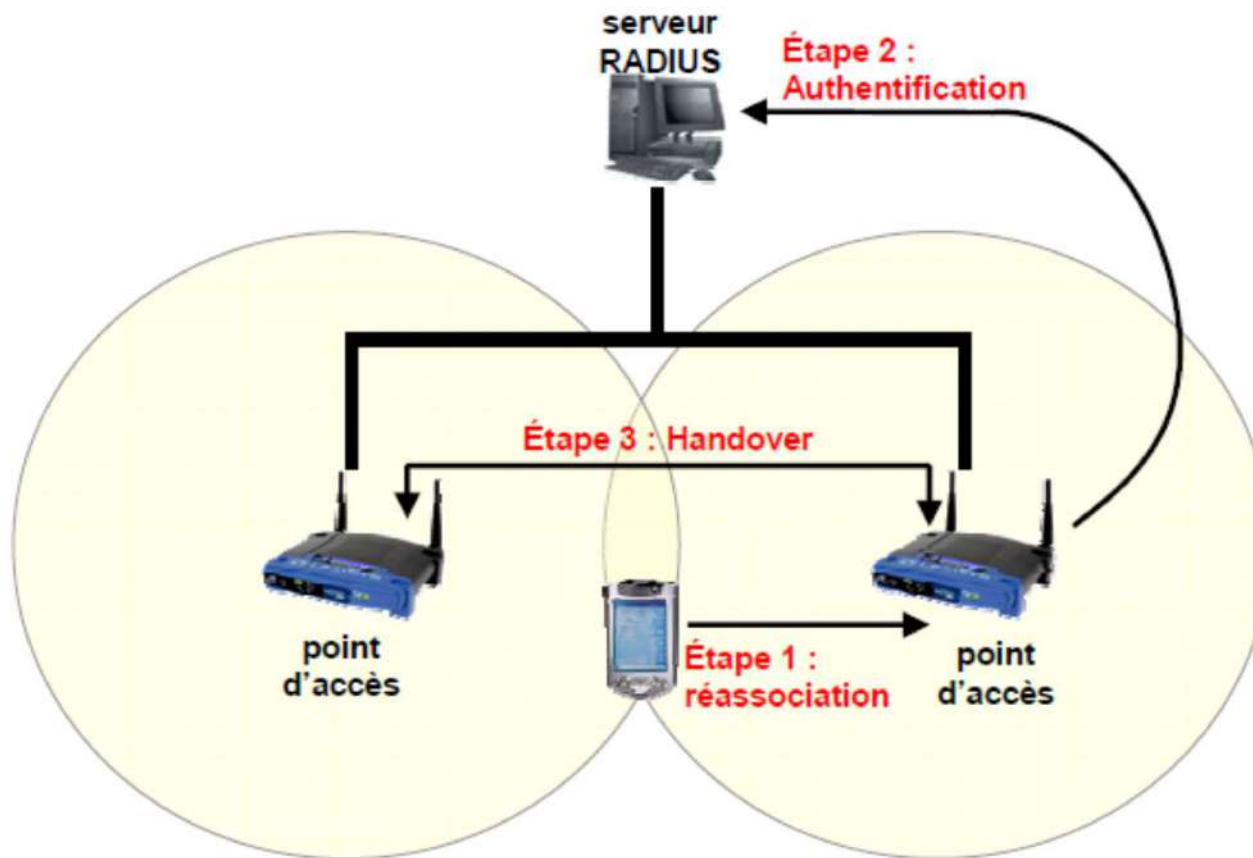 serveur
RADIUS
Étape 2 :
Authentification
Étape 3 : Handover
point
d'accès
Étape 1 :
réassociation
point
d'accès